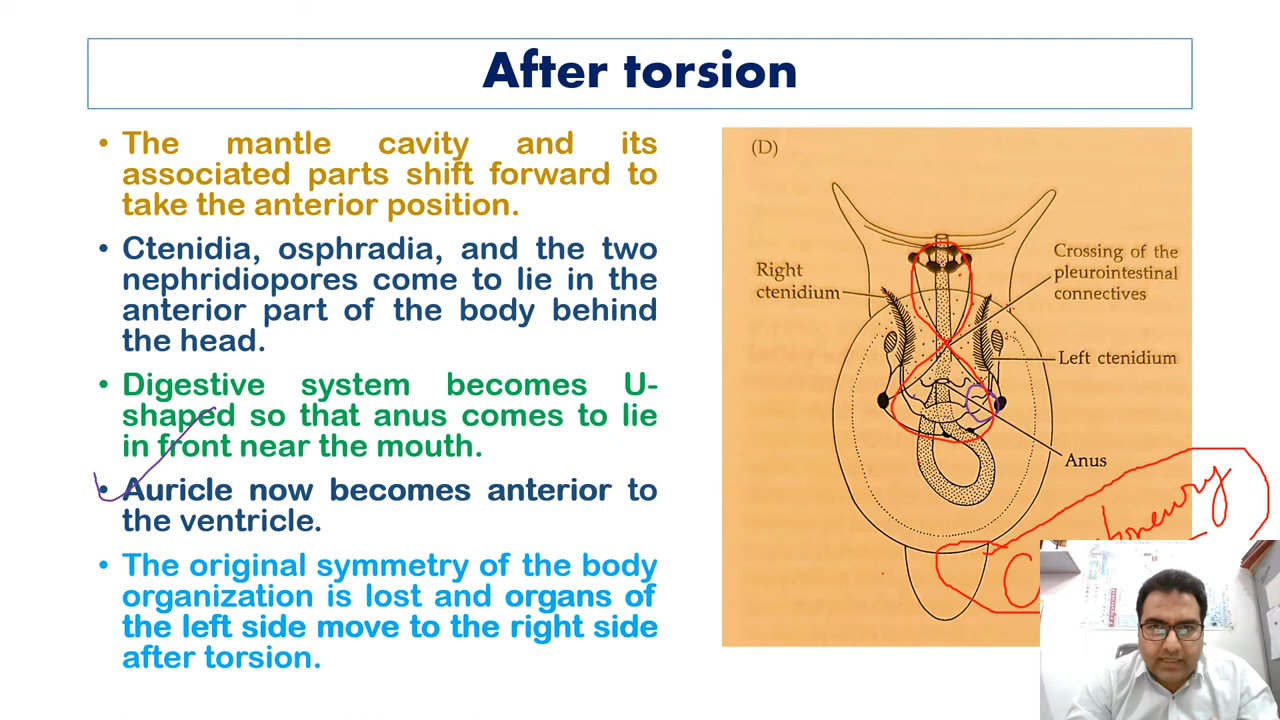 After torsion
• The mantle cavity and its
associated parts shift forward to
take the anterior position.
• Ctenidia, osphradia, and the two
nephridiopores come to lie in the
anterior part of the body behind
the head.
• Digestive system becomes U-
shaped so that anus comes to lie
in front near the mouth.
• Auricle now becomes anterior to
the ventricle.
• The original symmetry of the body
organization is lost and organs of
the left side move to the right side
after torsion.
(D)
Right
ctenidium
Crossing of the
pleurointestinal
connectives
Left ctenidium
Anus